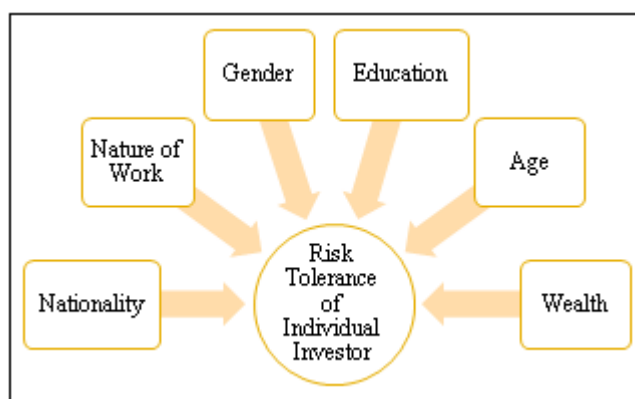 Gender
Education
Nature of
Work
Age
Nationality
Risk
Tolerance
of
Individual
Investor
Wealth